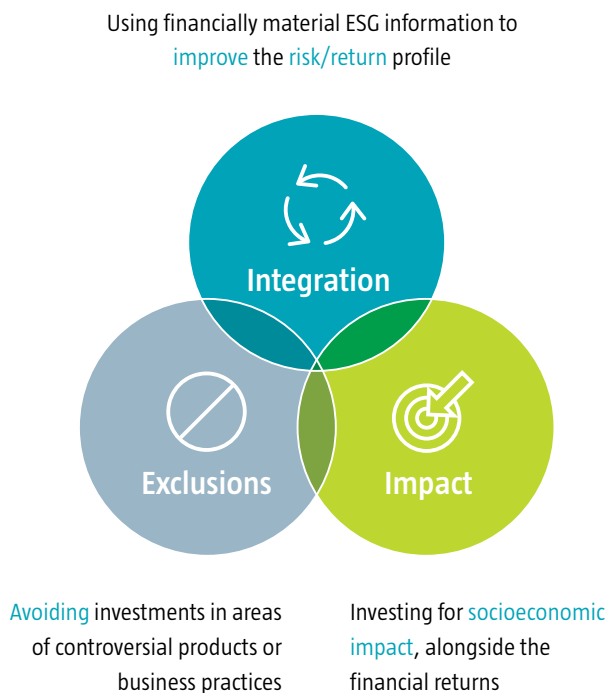 Using financially material ESG information to
improve the risk/return profile
Integration
Exclusions
Impact
Avoiding investments in areas
of controversial products or
business practices
Investing for socioeconomic
impact, alongside the
financial returns